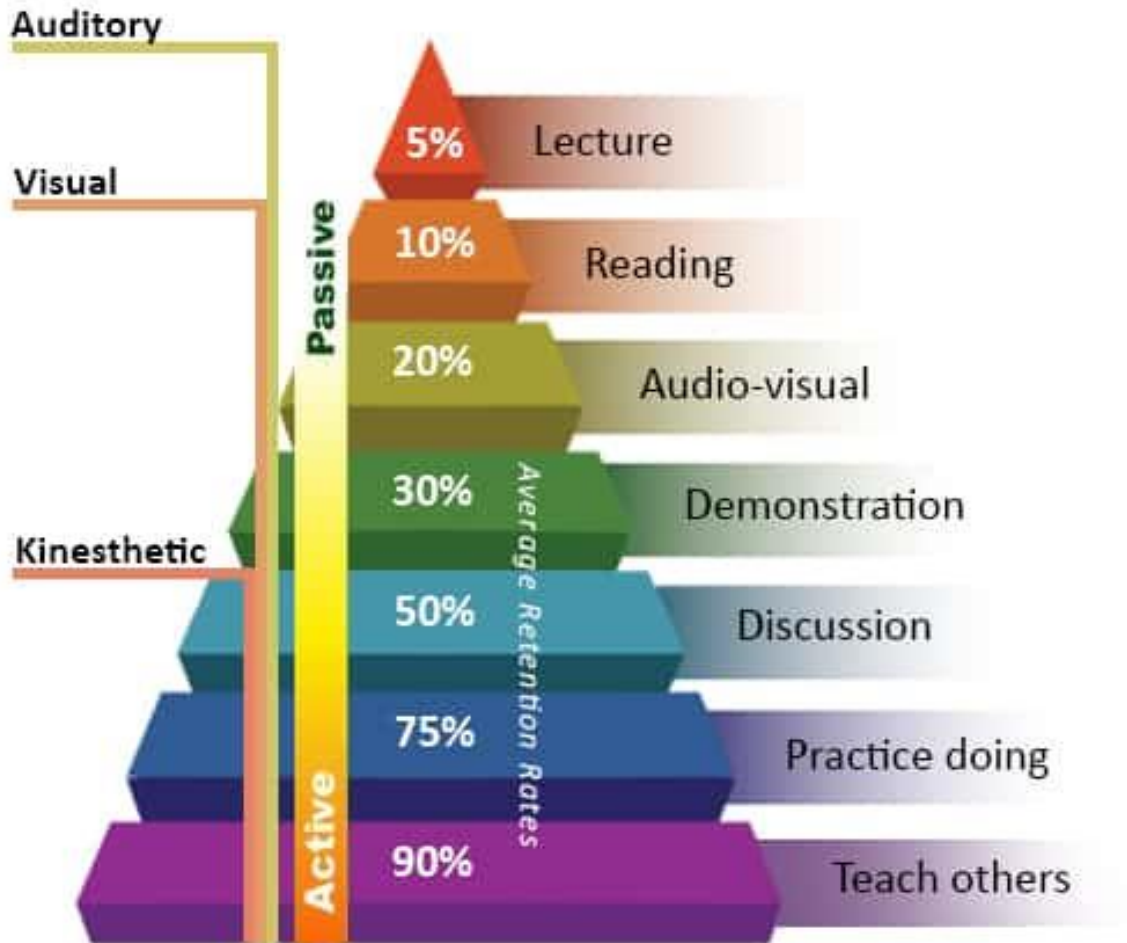 Auditory
5%
Lecture
Visual
10%
Reading
Passive
20%
Audio-visual
30%
Demonstration
Average Retention Rates
Kinesthetic
50%
Discussion
75%
Practice doing
Active
90%
Teach others